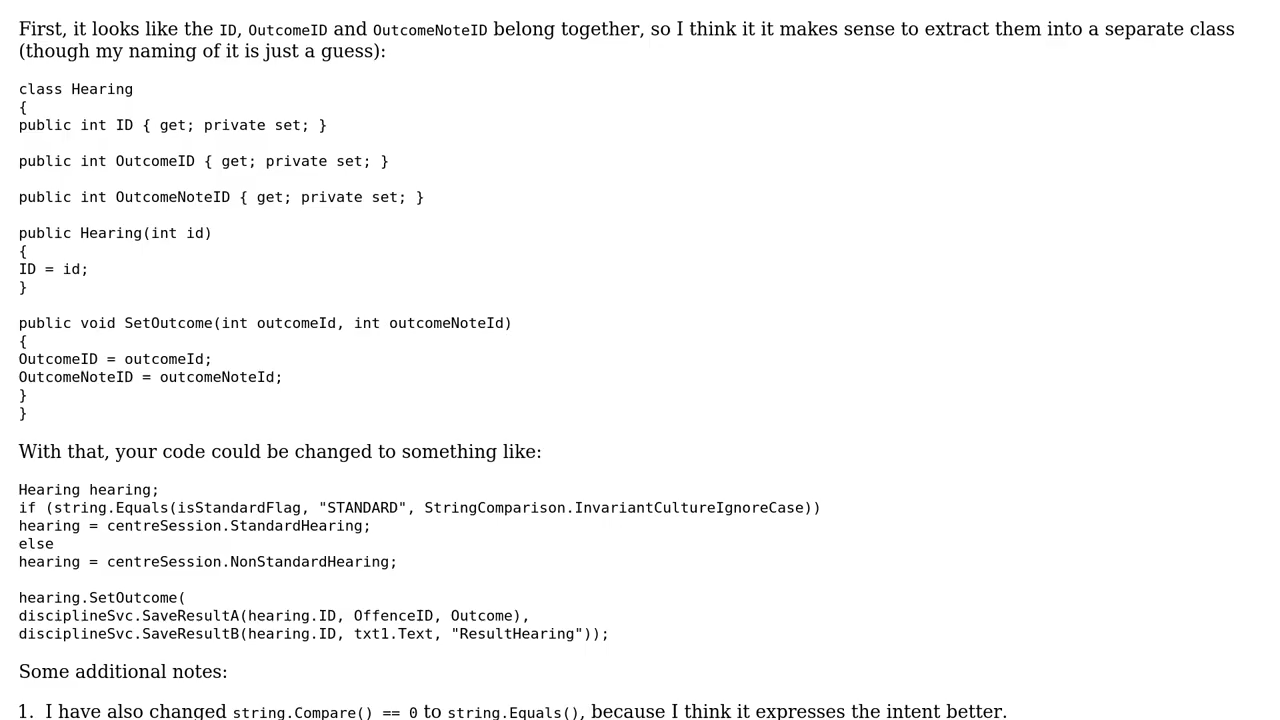 First, it looks like the ID, OutcomeID and OutcomeNoteID belong together, so I think it it makes sense to extract them into a separate class
(though my naming of it is just a guess):
class Hearing
{
public int ID { get; private set; }
public int OutcomeID { get; private set; }
public int OutcomeNoteID { get; private set; }
public Hearing(int id)
{
ID = id;
}
public void SetOutcome(int outcomeId, int outcomeNoteId)
{
OutcomeID = outcomeId;
OutcomeNoteID = outcomeNoteId;
}
}
With that, your code could be changed to something like:
Hearing hearing;
if (string.Equals(isStandardFlag, "STANDARD", StringComparison.InvariantCultureIgnoreCase))
hearing = centreSession.StandardHearing;
else
hearing = centreSession.NonStandardHearing;
hearing.SetOutcome(
disciplineSvc.SaveResultA(hearing.ID, OffenceID, Outcome),
disciplineSvc.SaveResultB(hearing.ID, txt1.Text, "ResultHearing"));
Some additional notes:
1. I have also changed string.Compare() == 0 to string.Equals(), because I think it expresses the intent better.